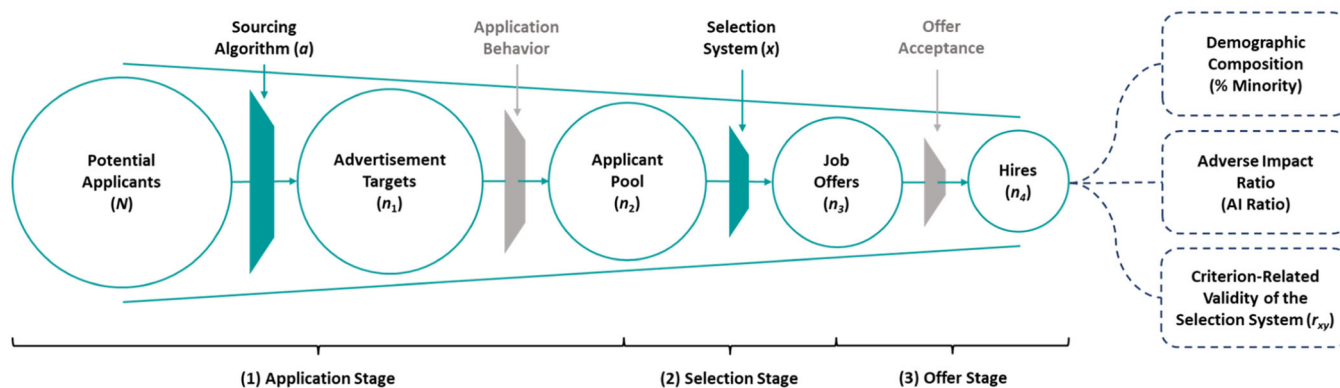 Sourcing
Algorithm (a)
Application
Behavior
Selection
System (x)
Offer
Acceptance
Potential
Applicants
(N)
Advertisement
Targets
(n₁)
Applicant
Pool
(n₂)
Job
Offers
(n₃)
Hires
(n₄)
Demographic
Composition
(% Minority)
Adverse Impact
Ratio
(AI Ratio)
Criterion-Related
Validity of the
Selection System (rₓᵧ)
(1) Application Stage
(2) Selection Stage
(3) Offer Stage